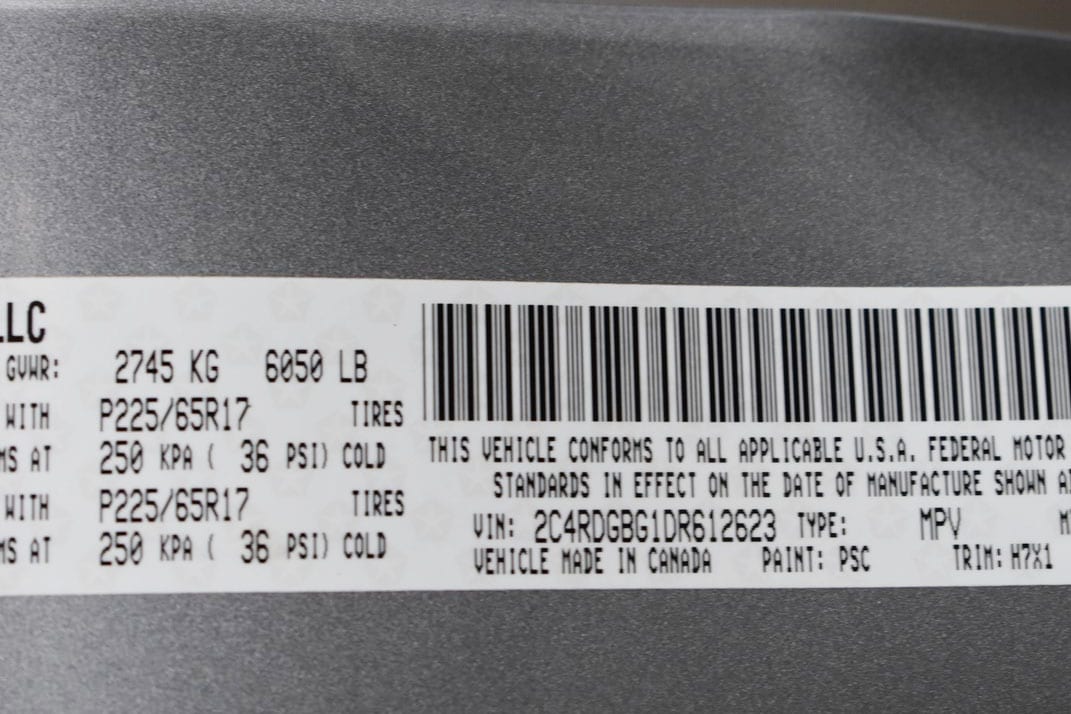 LLC
GVWR: 2745 KG 6050 LB
WITH P225/65R17 TIRES
MS AT 250 KPA ( 36 PSI) COLD
WITH P225/65R17 TIRES
MS AT 250 KPA ( 36 PSI) COLD
THIS VEHICLE CONFORMS TO ALL APPLICABLE U.S.A. FEDERAL MOTOR
STANDARDS IN EFFECT ON THE DATE OF MANUFACTURE SHOWN A
VIN: 2C4RDGBG1DR612623 TYPE: MPV M
VEHICLE MADE IN CANADA PAINT: PSC TRIM: H7X1